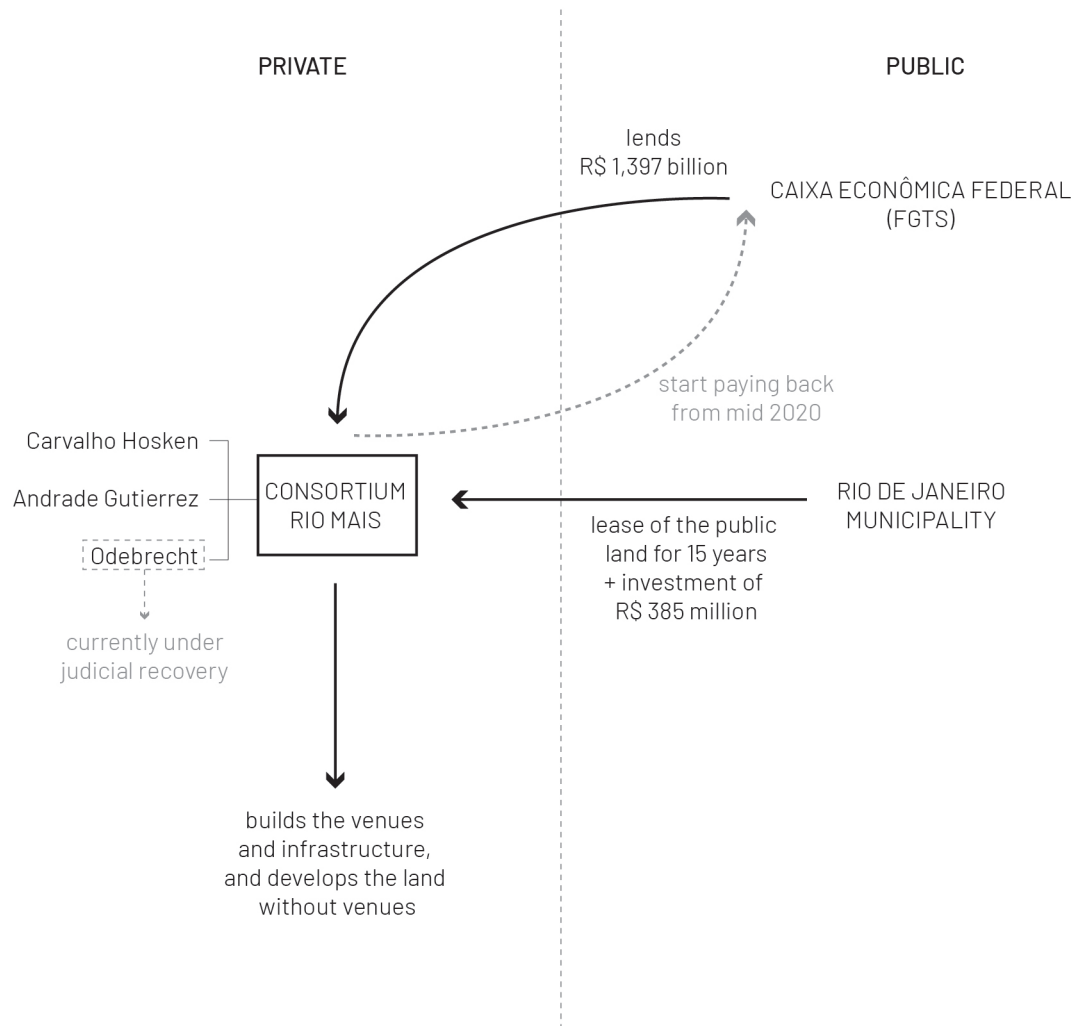 PRIVATE
PUBLIC
lends
R$ 1,397 billion
CAIXA ECONÔMICA FEDERAL
(FGTS)
start paying back
from mid 2020
Carvalho Hosken
Andrade Gutierrez
Odebrecht
currently under
judicial recovery
CONSORTIUM
RIO MAIS
RIO DE JANEIRO
MUNICIPALITY
lease of the public
land for 15 years
+ investment of
R$ 385 million
builds the venues
and infrastructure,
and develops the land
without venues